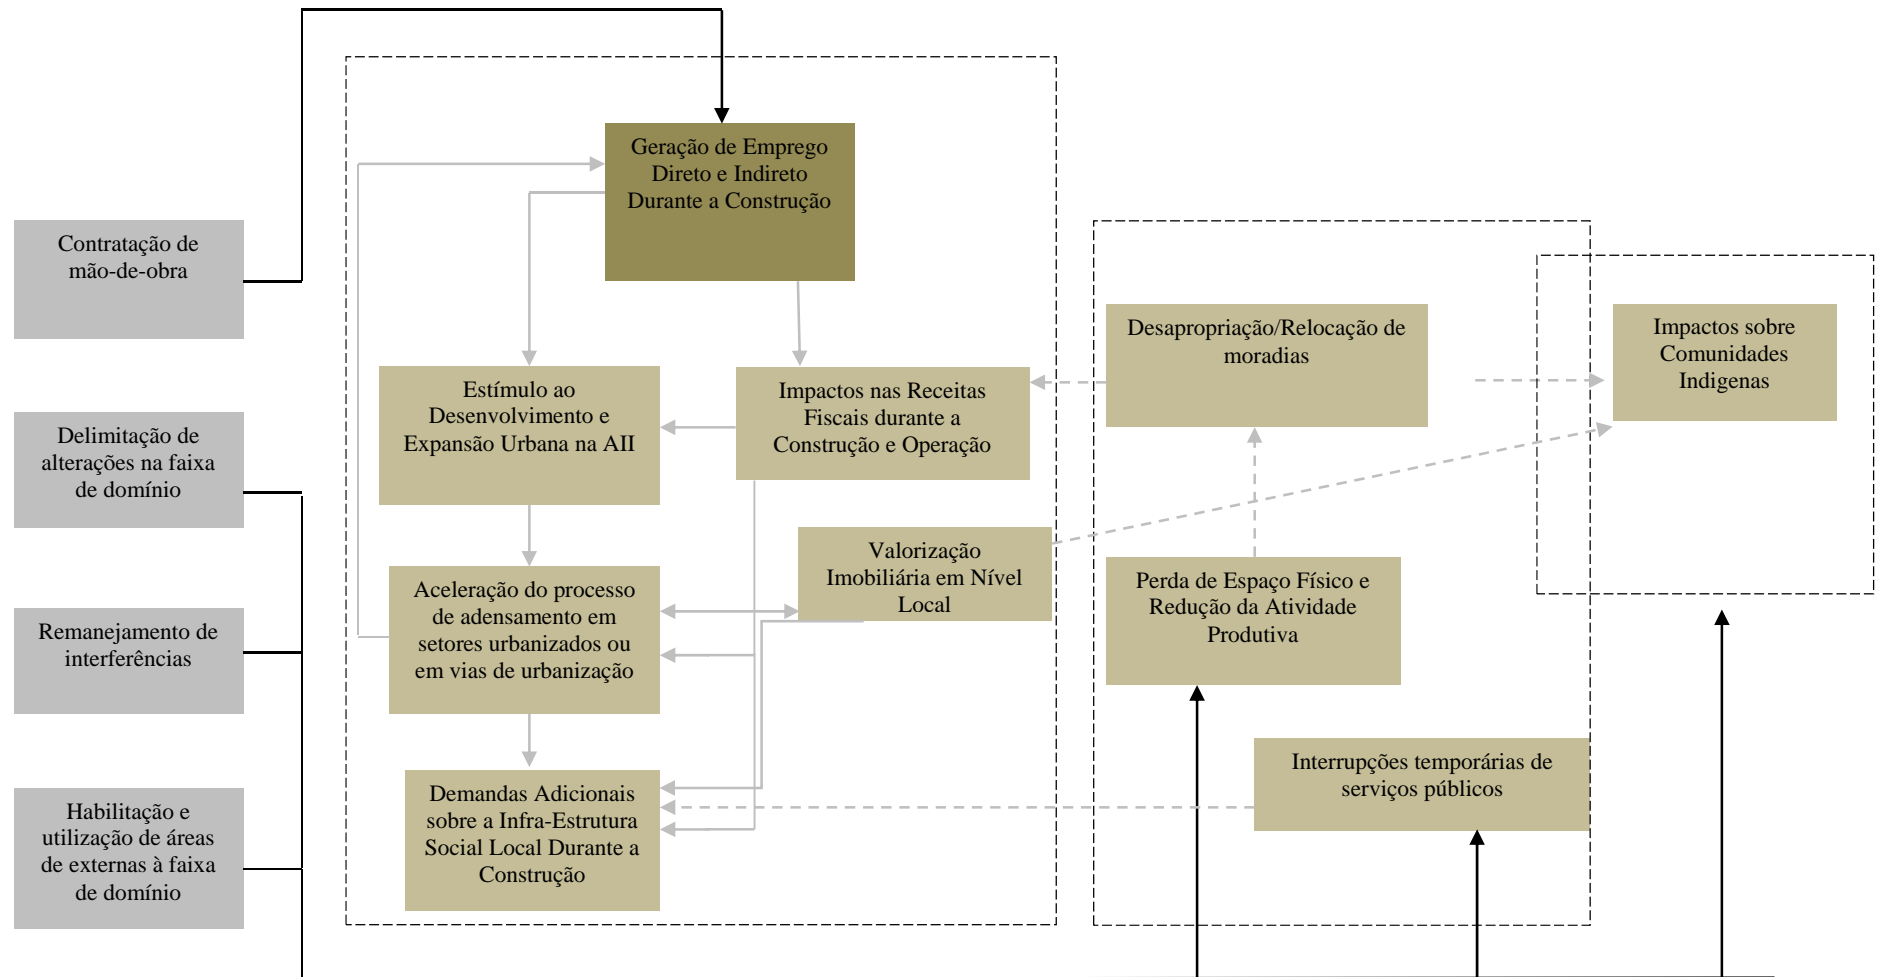 Geração de Emprego
Direto e Indireto
Durante a Construção
Contratação de
mão-de-obra
Desapropriação/Relocação de
moradias
Impactos sobre
Comunidades
Indigenas
Estímulo ao
Desenvolvimento e
Expansão Urbana na AII
Impactos nas Receitas
Fiscais durante a
Construção e Operação
Delimitação de
alterações na faixa
de domínio
Valorização
Imobiliária em Nível
Local
Aceleração do processo
de adensamento em
setores urbanizados ou
em vias de urbanização
Perda de Espaço Físico e
Redução da Atividade
Produtiva
Remanejamento de
interferências
Interrupções temporárias de
serviços públicos
Demandas Adicionais
sobre a Infra-Estrutura
Social Local Durante a
Construção
Habilitação e
utilização de áreas
de externas à faixa
de domínio